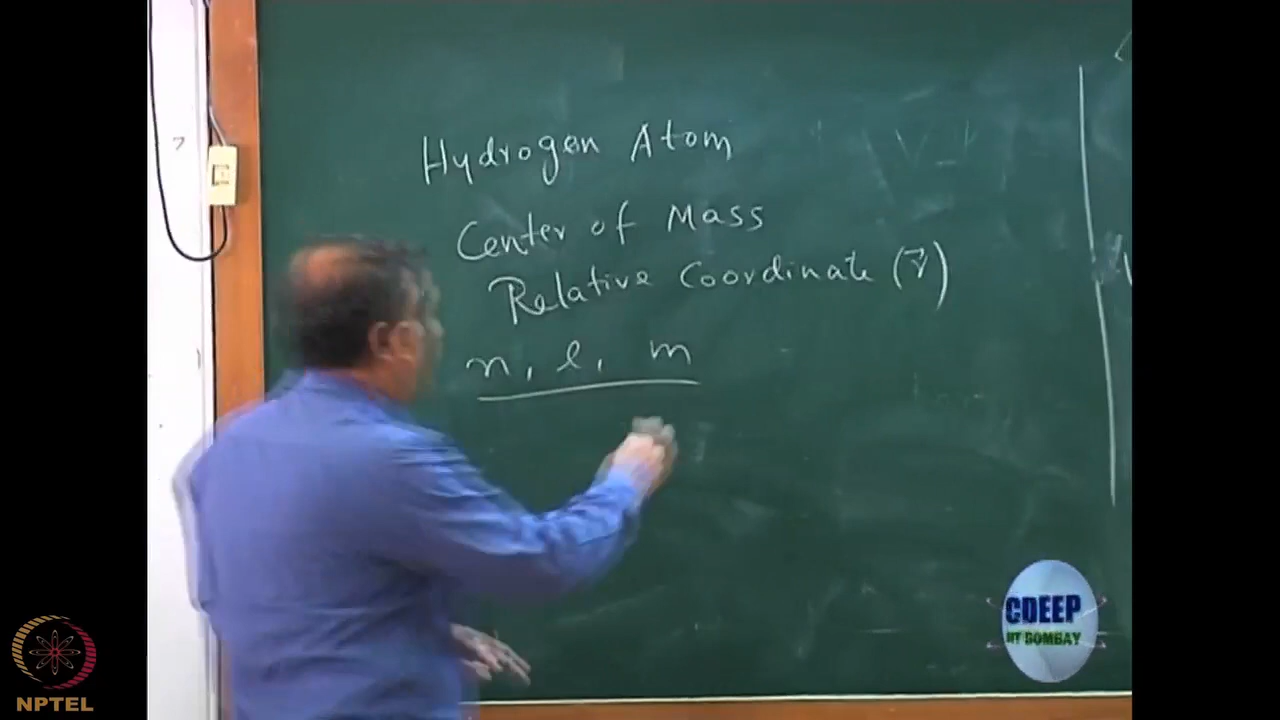 Hydrogen Atom
Center of Mass
Relative Coordinate (r⃗)
n, l, m
CDEEP
IIT BOMBAY
NPTEL